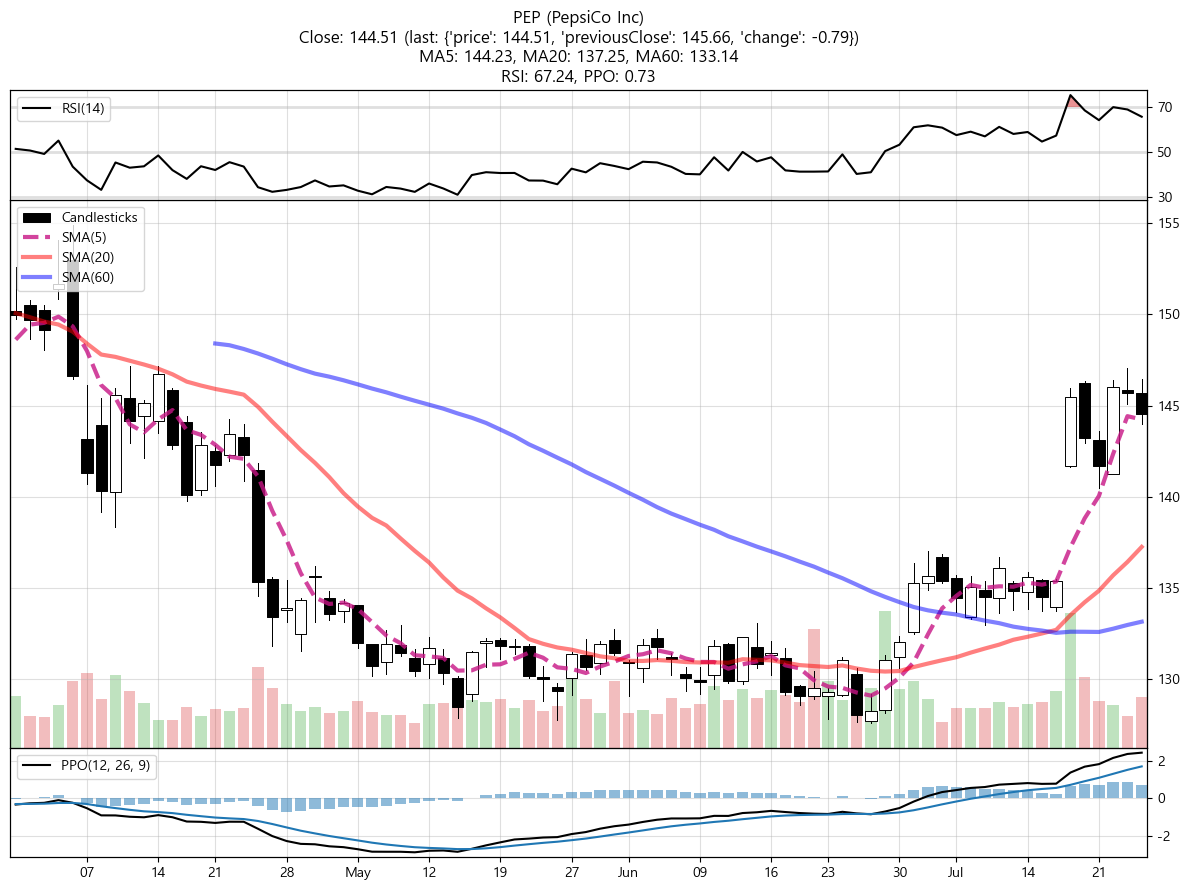 PEP (PepsiCo Inc)
Close: 144.51 (last: {'price': 144.51, 'previousClose': 145.66, 'change': -0.79})
MA5: 144.23, MA20: 137.25, MA60: 133.14
RSI: 67.24, PPO: 0.73
RSI(14)
70
50
30
Candlesticks
SMA(5)
SMA(20)
SMA(60)
155
150
145
140
135
130
PPO(12, 26, 9)
2
0
-2
07 14 21 28 May 12 19 27 Jun 09 16 23 30 Jul 14 21